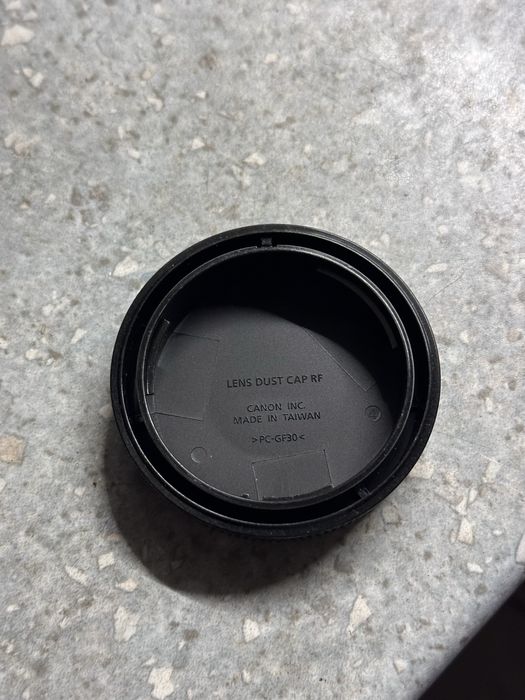 LENS DUST CAP RF
CANON INC.
MADE IN TAIWAN
>PC-GF30<